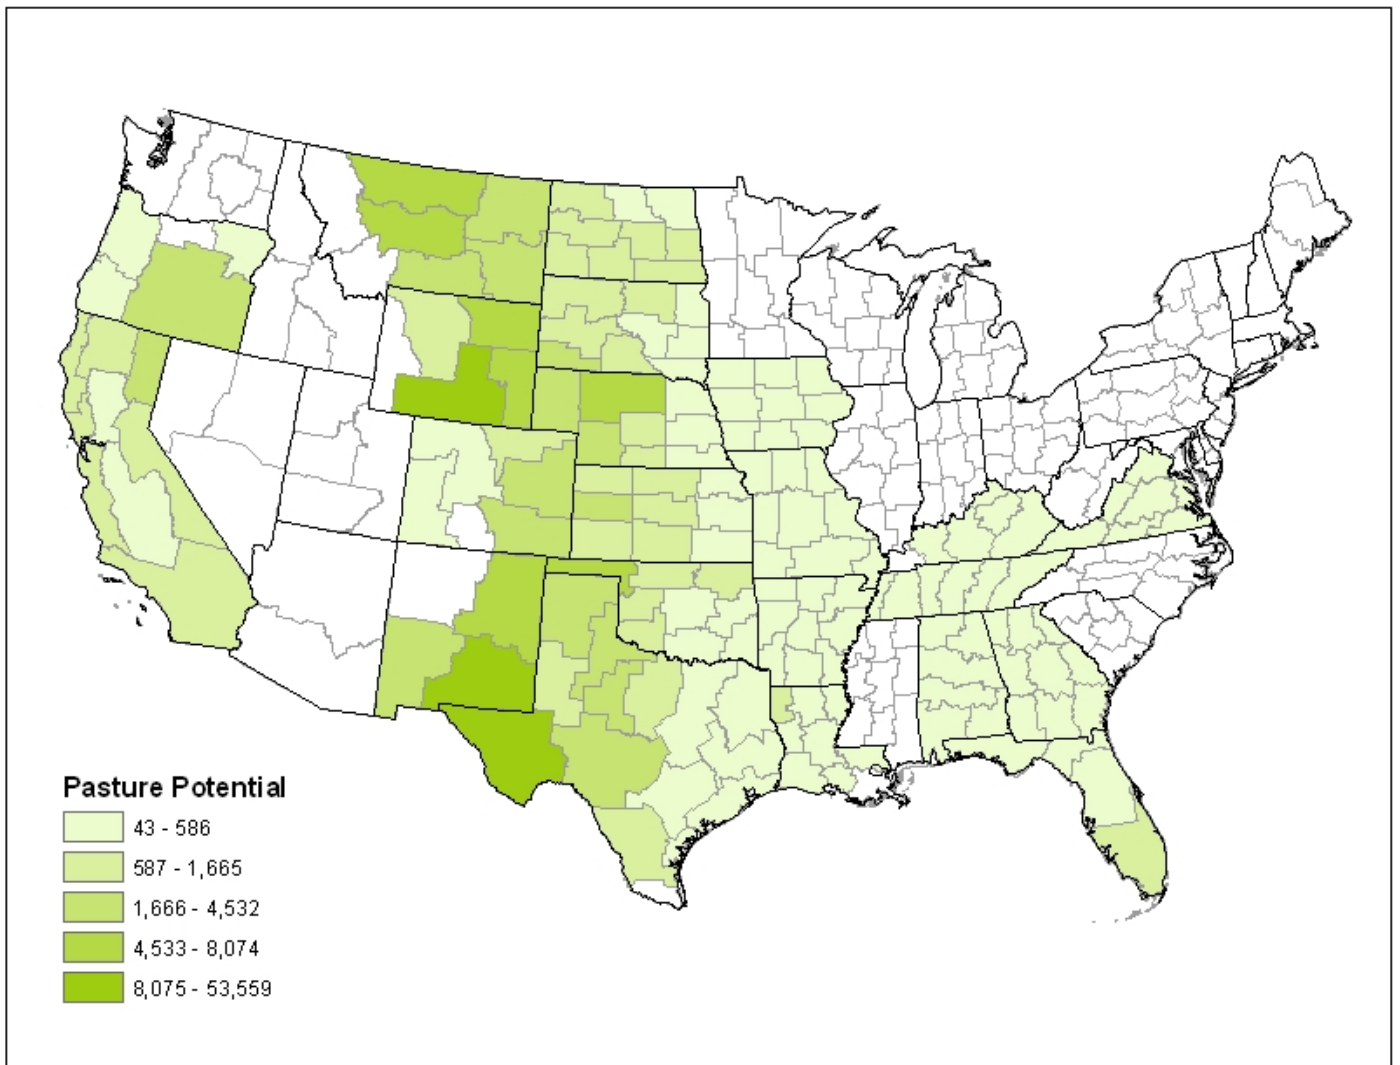 Pasture Potential
43 - 586
587 - 1,665
1,666 - 4,532
4,533 - 8,074
8,075 - 53,559